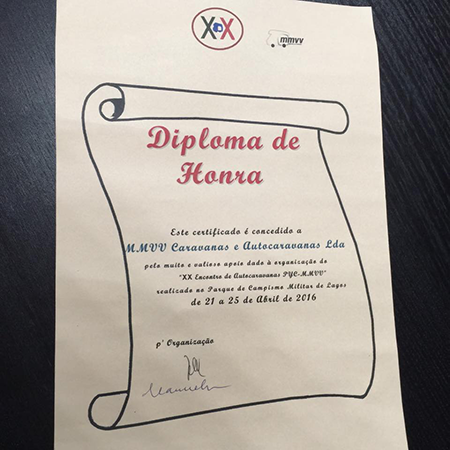 XX
mmvv
Diploma de
Honra
Este certificado é concedido a
MMVV Caravanas e Autocaravanas Lda
pelo muito e valioso apoio dado à organização do
"XX Encontro de Autocaravanas PYC-MMVV"
realizado no Parque de Campismo Militar de Lagos
de 21 a 25 de Abril de 2016
p' Organização